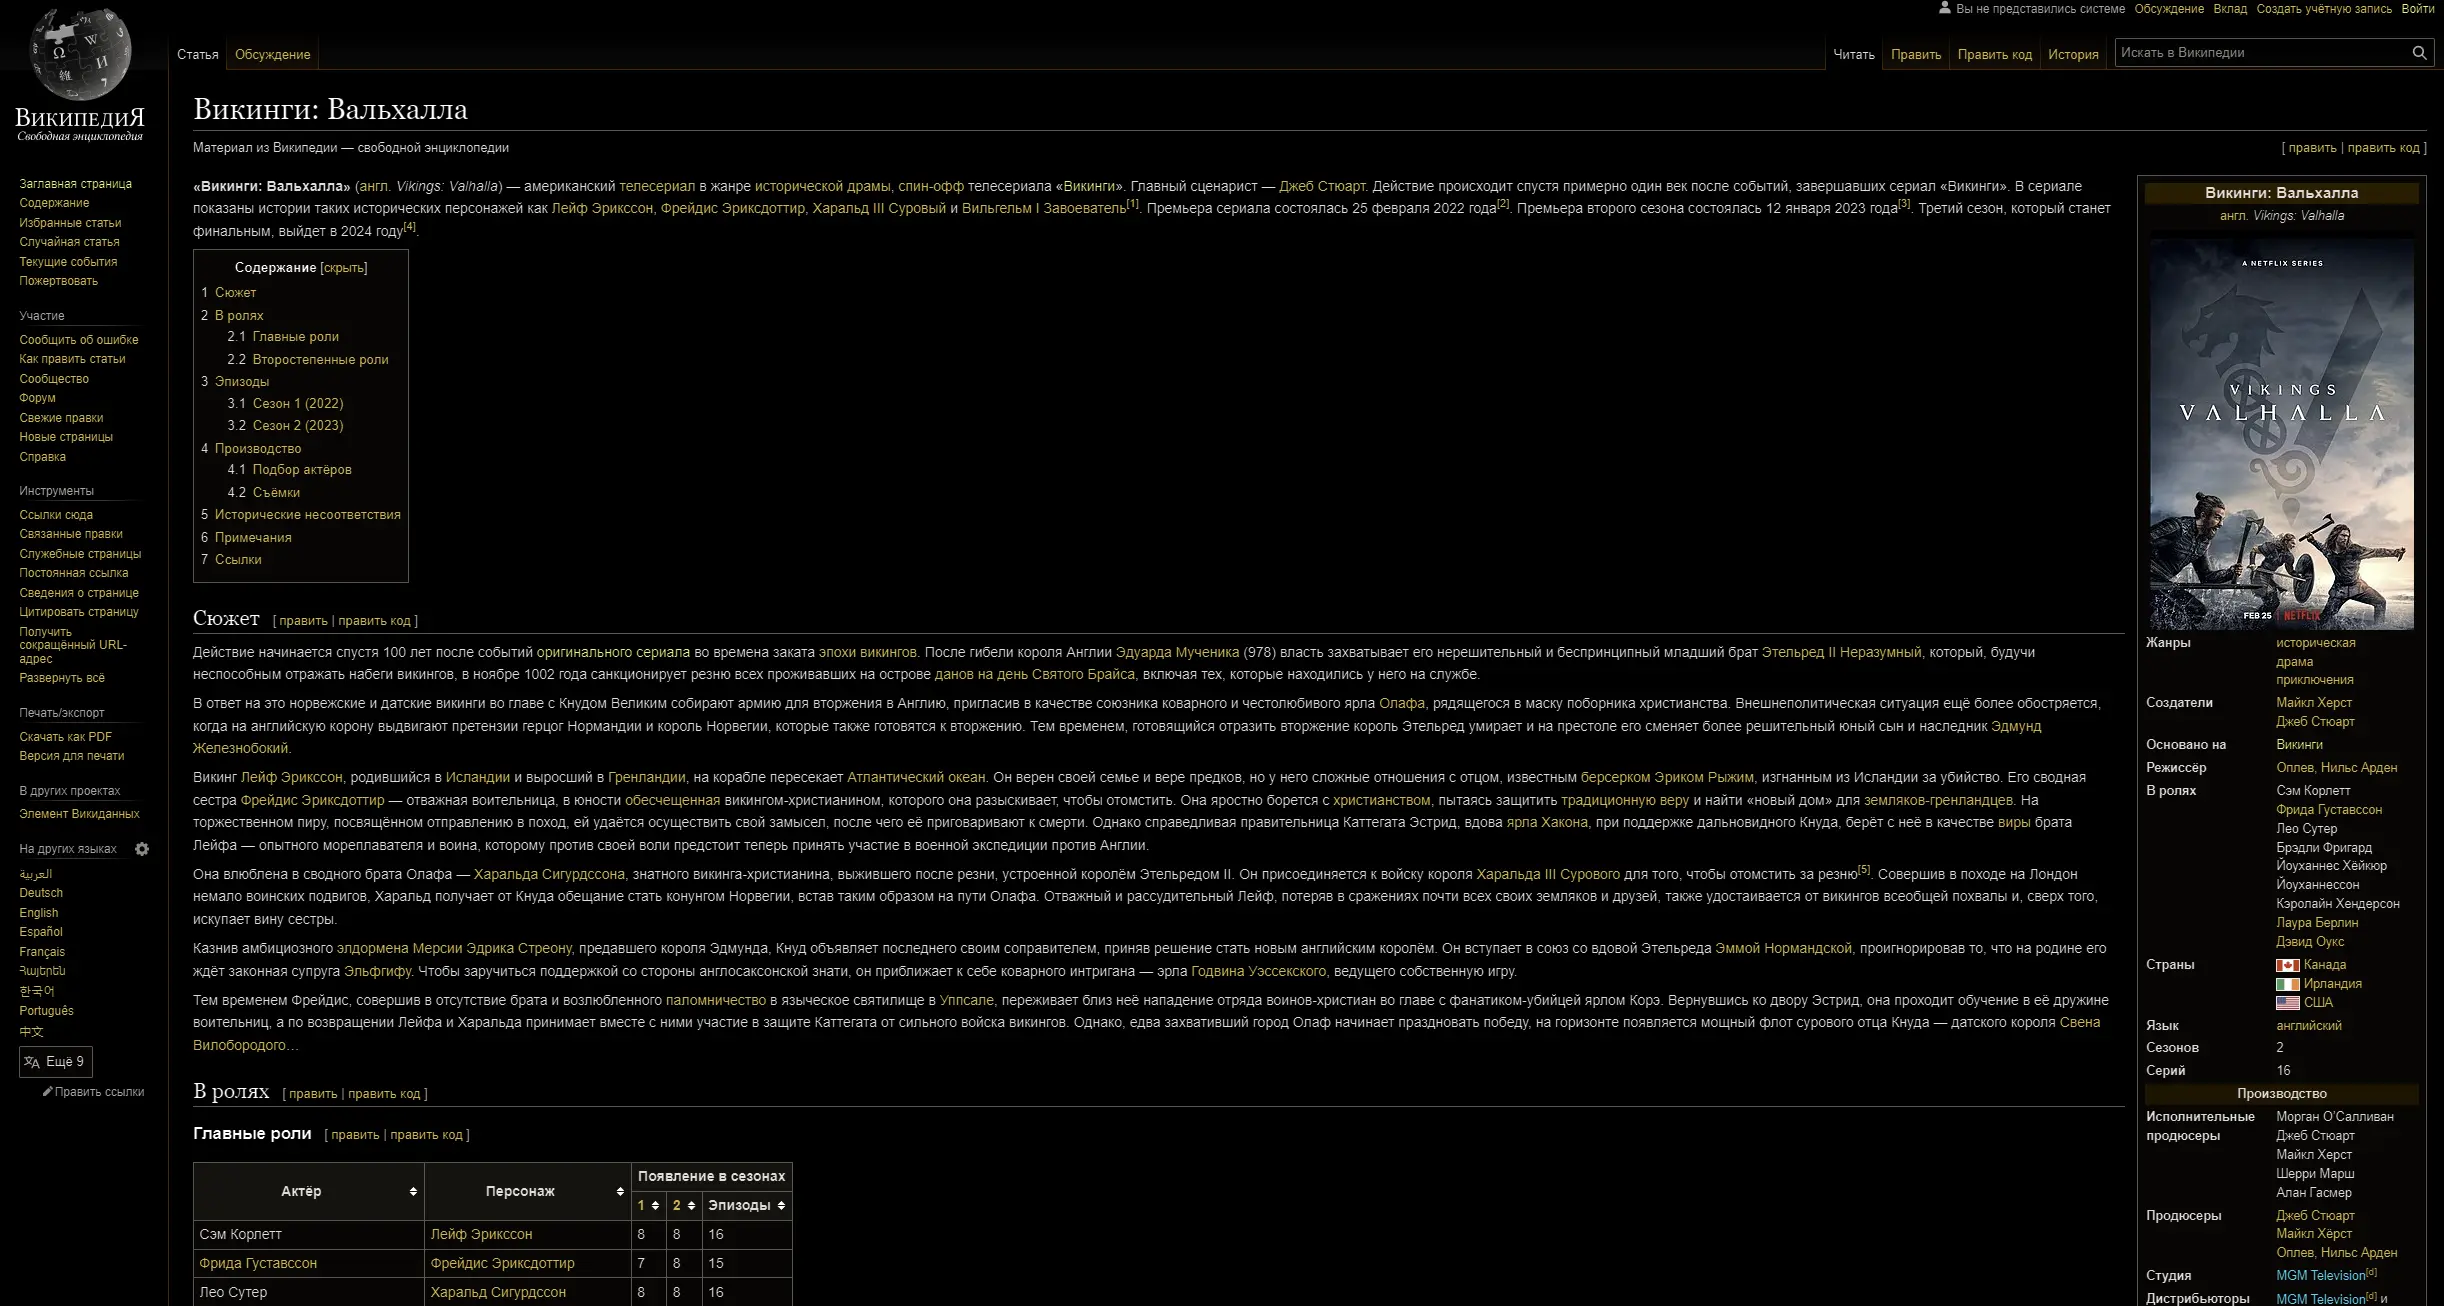 Вы не представились системе Обсуждение Вклад Создать учётную запись Войти
Статья Обсуждение
Читать Править Править код История Искать в Википедии
ВИКИПЕДИЯ
Свободная энциклопедия
Заглавная страница
Содержание
Избранные статьи
Случайная статья
Текущие события
Пожертвовать
Участие
Сообщить об ошибке
Как править статьи
Сообщество
Форум
Свежие правки
Новые страницы
Справка
Инструменты
Ссылки сюда
Связанные правки
Служебные страницы
Постоянная ссылка
Сведения о странице
Цитировать страницу
Получить
сокращённый URL-
адрес
Развернуть всё
Печать/экспорт
Скачать как PDF
Версия для печати
В других проектах
Элемент Викиданных
На других языках
العربية
Deutsch
English
Español
Français
Հայերեն
한국어
Português
中文
Ещё 9
Править ссылки
Викинги: Вальхалла
Материал из Википедии — свободной энциклопедии
[ править | править код ]
«Викинги: Вальхалла» (англ. Vikings: Valhalla) — американский телесериал в жанре исторической драмы, спин-офф телесериала «Викинги». Главный сценарист — Джеб Стюарт. Действие происходит спустя примерно один век после событий, завершавших сериал «Викинги». В сериале
показаны истории таких исторических персонажей как Лейф Эрикссон, Фрейдис Эриксдоттир, Харальд III Суровый и Вильгельм I Завоеватель[1]. Премьера сериала состоялась 25 февраля 2022 года[2]. Премьера второго сезона состоялась 12 января 2023 года[3]. Третий сезон, который станет
финальным, выйдет в 2024 году[4].
Содержание [скрыть]
1 Сюжет
2 В ролях
2.1 Главные роли
2.2 Второстепенные роли
3 Эпизоды
3.1 Сезон 1 (2022)
3.2 Сезон 2 (2023)
4 Производство
4.1 Подбор актёров
4.2 Съёмки
5 Исторические несоответствия
6 Примечания
7 Ссылки
Сюжет [ править | править код ]
Действие начинается спустя 100 лет после событий оригинального сериала во времена заката эпохи викингов. После гибели короля Англии Эдуарда Мученика (978) власть захватывает его нерешительный и беспринципный младший брат Этельред II Неразумный, который, будучи
неспособным отражать набеги викингов, в ноябре 1002 года санкционирует резню всех проживавших на острове данов на день Святого Брайса, включая тех, которые находились у него на службе.
В ответ на это норвежские и датские викинги во главе с Кнудом Великим собирают армию для вторжения в Англию, пригласив в качестве союзника коварного и честолюбивого ярла Олафа, рядящегося в маску поборника христианства. Внешнеполитическая ситуация ещё более обостряется,
когда на английскую корону выдвигают претензии герцог Нормандии и король Норвегии, которые также готовятся к вторжению. Тем временем, готовящийся отразить вторжение король Этельред умирает и на престоле его сменяет более решительный юный сын и наследник Эдмунд
Железнобокий.
Викинг Лейф Эрикссон, родившийся в Исландии и выросший в Гренландии, на корабле пересекает Атлантический океан. Он верен своей семье и вере предков, но у него сложные отношения с отцом, известным берсерком Эриком Рыжим, изгнанным из Исландии за убийство. Его сводная
сестра Фрейдис Эриксдоттир — отважная воительница, в юности обесчещенная викингом-христианином, которого она разыскивает, чтобы отомстить. Она яростно борется с христианством, пытаясь защитить традиционную веру и найти «новый дом» для земляков-гренландцев. На
торжественном пиру, посвящённом отправлению в поход, ей удаётся осуществить свой замысел, после чего её приговаривают к смерти. Однако справедливая правительница Каттегата Эстрид, вдова ярла Хакона, при поддержке дальновидного Кнуда, берёт с неё в качестве виры брата
Лейфа — опытного мореплавателя и воина, которому против своей воли предстоит теперь принять участие в военной экспедиции против Англии.
Она влюблена в сводного брата Олафа — Харальда Сигурдссона, знатного викинга-христианина, выжившего после резни, устроенной королём Этельредом II. Он присоединяется к войску короля Харальда III Сурового для того, чтобы отомстить за резню[5]. Совершив в походе на Лондон
немало воинских подвигов, Харальд получает от Кнуда обещание стать конунгом Норвегии, встав таким образом на пути Олафа. Отважный и рассудительный Лейф, потеряв в сражениях почти всех своих земляков и друзей, также удостаивается от викингов всеобщей похвалы и, сверх того,
искупает вину сестры.
Казнив амбициозного элдормена Мерсии Эдрика Стреону, предавшего короля Эдмунда, Кнуд объявляет последнего своим соправителем, приняв решение стать новым английским королём. Он вступает в союз со вдовой Этельреда Эммой Нормандской, проигнорировав то, что на родине его
ждёт законная супруга Эльфгифу. Чтобы заручиться поддержкой со стороны англосаксонской знати, он приближает к себе коварного интригана — эрла Годвина Уэссекского, ведущего собственную игру.
Тем временем Фрейдис, совершив в отсутствие брата и возлюбленного паломничество в языческое святилище в Уппсале, переживает близ неё нападение отряда воинов-христиан во главе с фанатиком-убийцей ярлом Корэ. Вернувшись ко двору Эстрид, она проходит обучение в её дружине
воительниц, а по возвращении Лейфа и Харальда принимает вместе с ними участие в защите Каттегата от сильного войска викингов. Однако, едва захвативший город Олаф начинает праздновать победу, на горизонте появляется мощный флот сурового отца Кнуда — датского короля Свена
Вилобородого…
В ролях [ править | править код ]
Главные роли [ править | править код ]
Актёр Персонаж Появление в сезонах
1 2 Эпизоды
Сэм Корлетт Лейф Эрикссон 8 8 16
Фрида Густавссон Фрейдис Эриксдоттир 7 8 15
Лео Сутер Харальд Сигурдссон 8 8 16
Викинги: Вальхалла
англ. Vikings: Valhalla
A NETFLIX SERIES
VIKINGS
VALHALLA
FEB 25 | NETFLIX
Жанры историческая
драма
приключения
Создатели Майкл Херст
Джеб Стюарт
Основано на Викинги
Режиссёр Оплев, Нильс Арден
В ролях Сэм Корлетт
Фрида Густавссон
Лео Сутер
Брэдли Фригард
Йоуханнес Хёйкюр
Йоуханнессон
Кэролайн Хендерсон
Лаура Берлин
Дэвид Оукс
Страны Канада
Ирландия
США
Язык английский
Сезонов 2
Серий 16
Производство
Исполнительные Морган О'Салливан
продюсеры Джеб Стюарт
Майкл Херст
Шерри Марш
Алан Гасмер
Продюсеры Джеб Стюарт
Майкл Хёрст
Оплев, Нильс Арден
Студия MGM Television[d]
Дистрибьюторы MGM Television[d] и